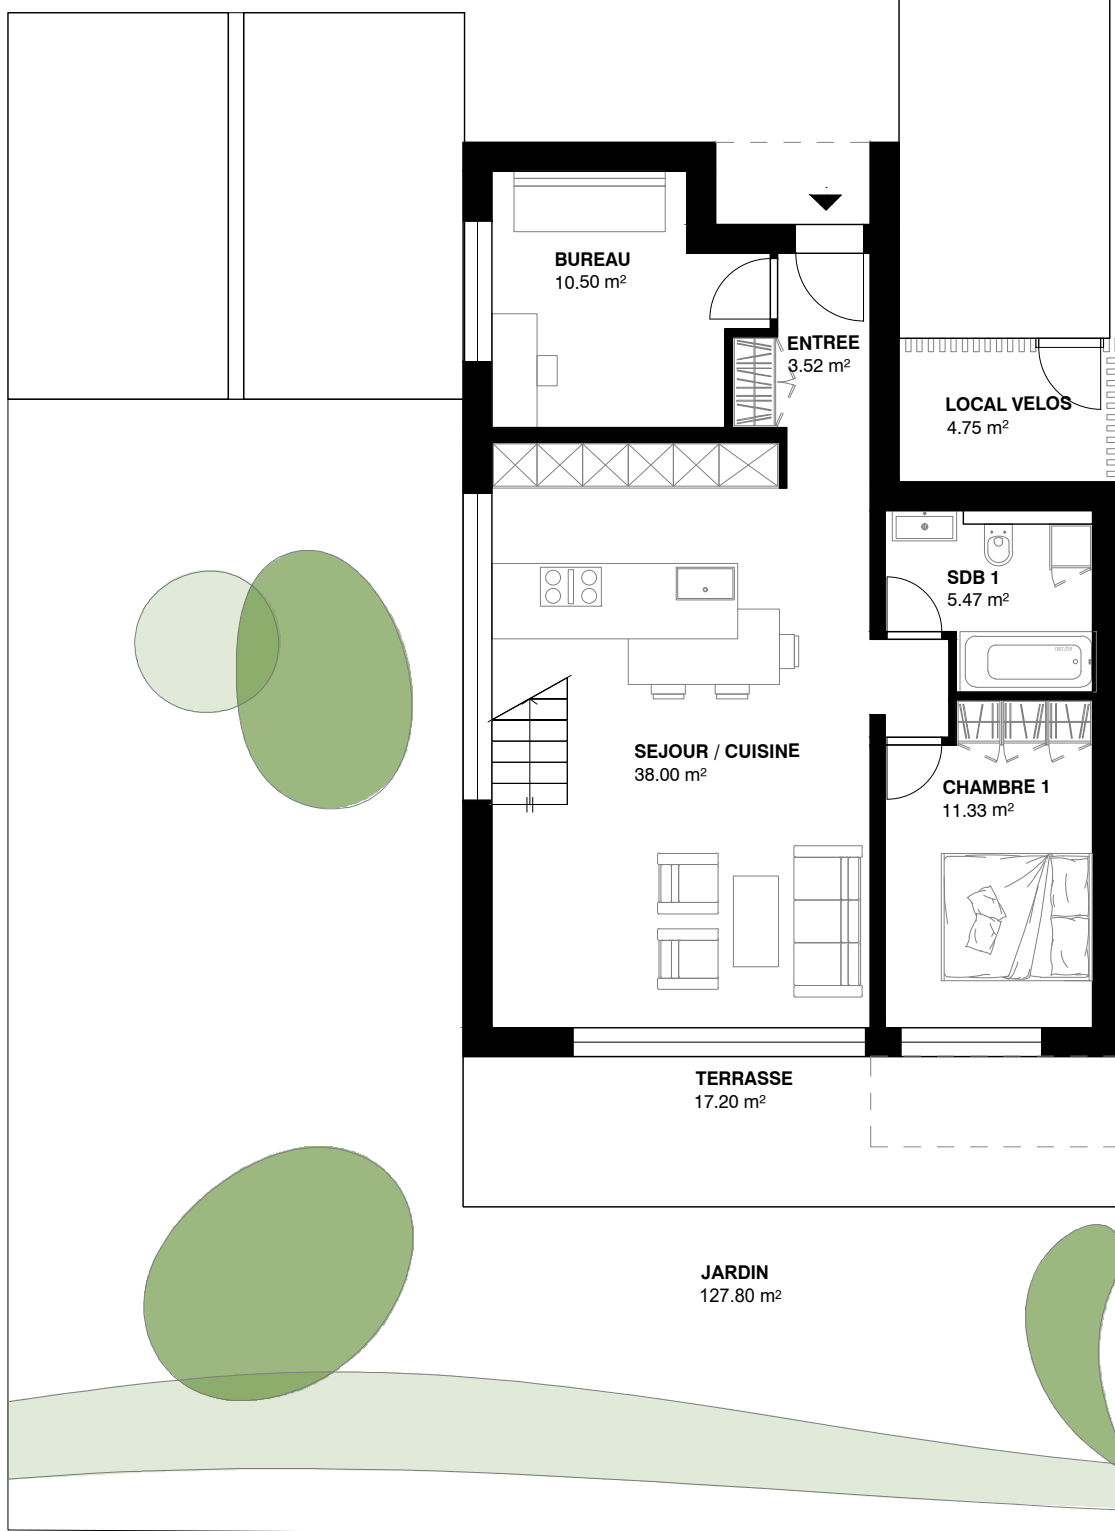 BUREAU
10.50 m²
ENTREE
3.52 m²
LOCAL VELOS
4.75 m²
SDB 1
5.47 m²
SEJOUR / CUISINE
38.00 m²
CHAMBRE 1
11.33 m²
TERRASSE
17.20 m²
JARDIN
127.80 m²